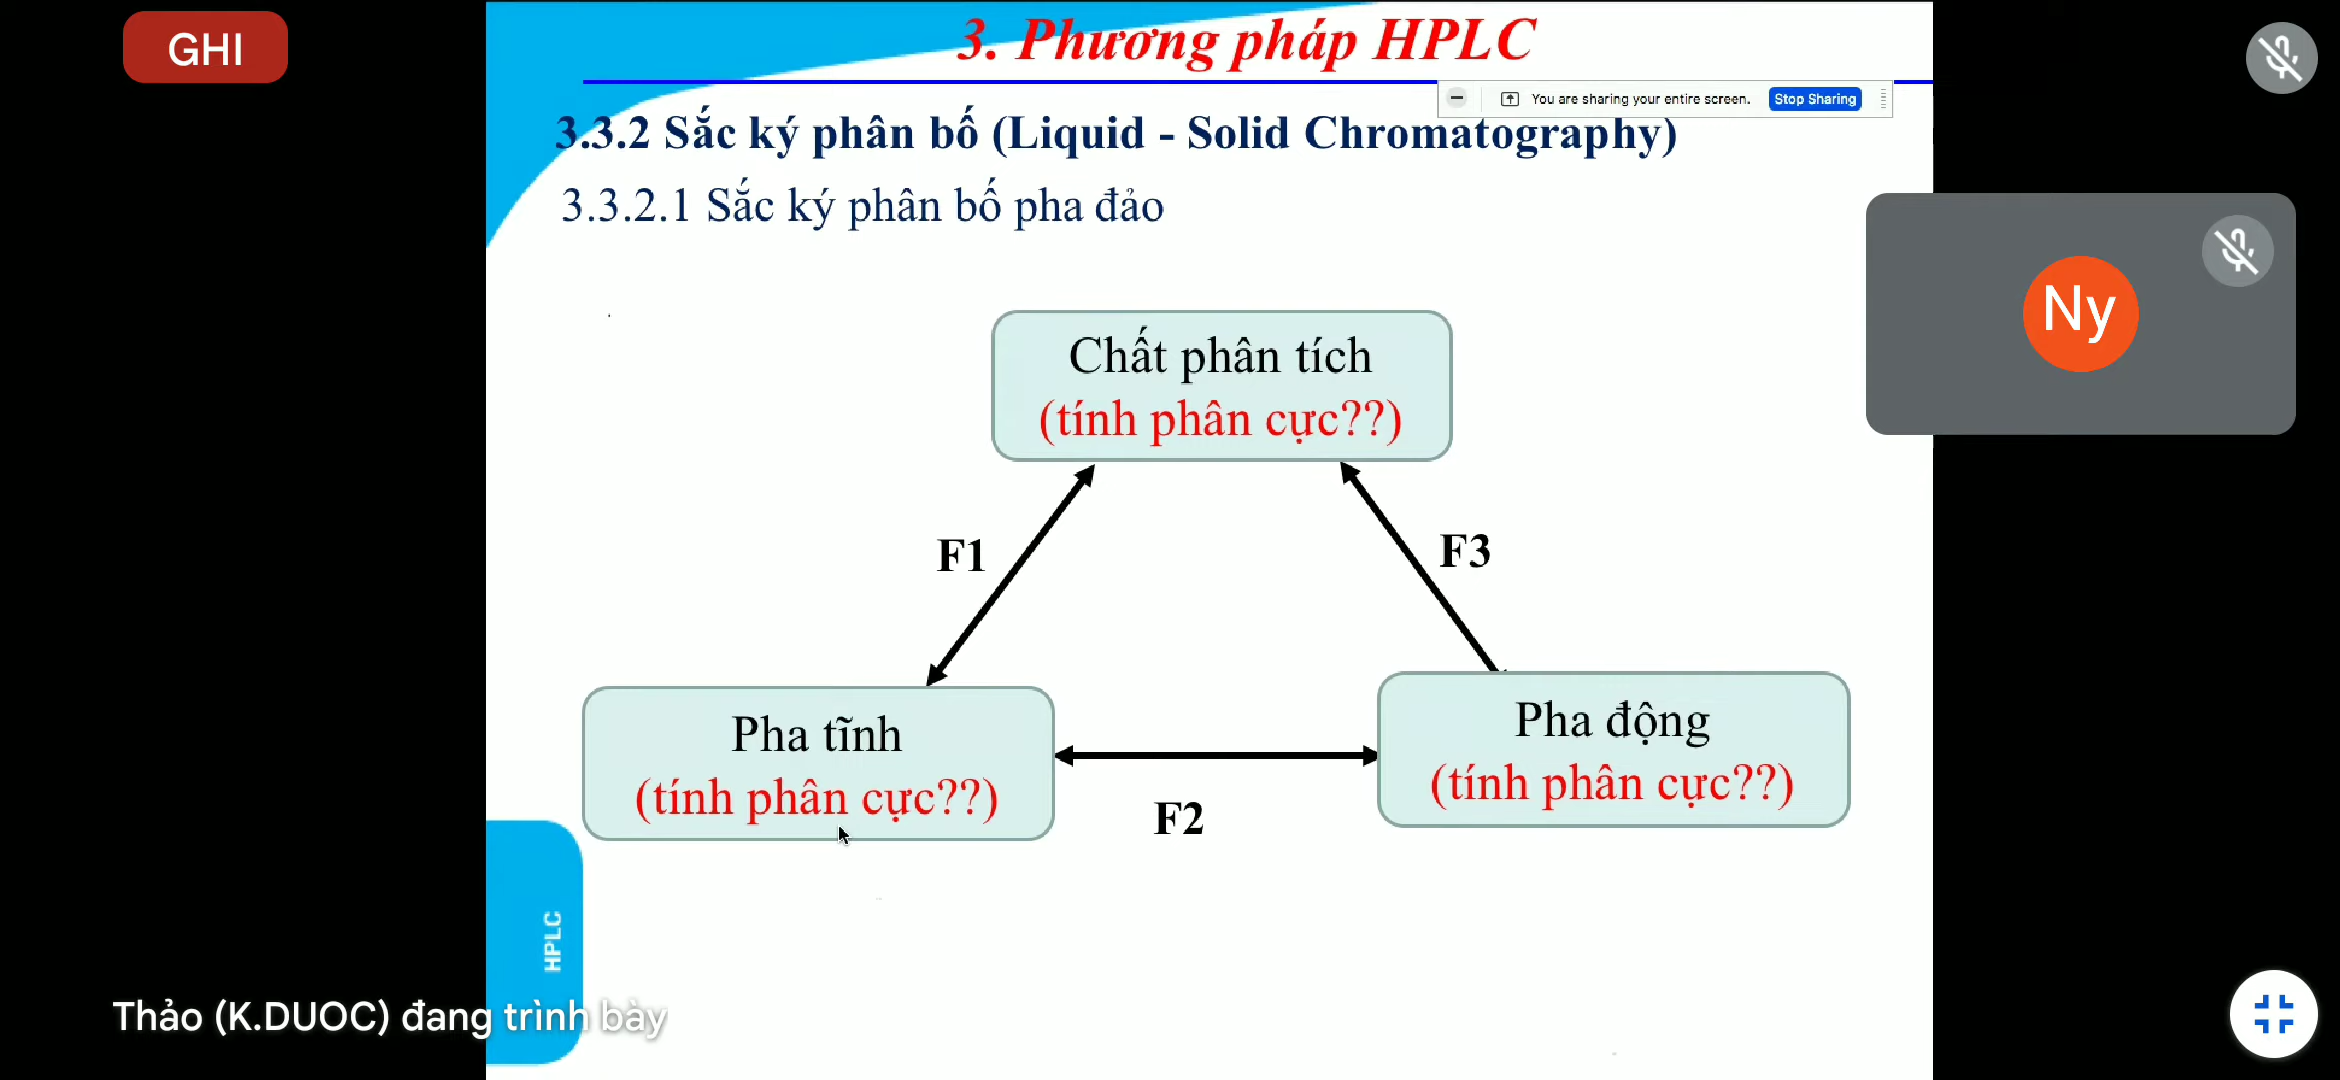 GHI
3. Phương pháp HPLC
You are sharing your entire screen. Stop Sharing
3.3.2 Sắc ký phân bố (Liquid - Solid Chromatography)
3.3.2.1 Sắc ký phân bố pha đảo
Ny
Chất phân tích
(tính phân cực??)
F1
F3
Pha tĩnh
(tính phân cực??)
Pha động
(tính phân cực??)
F2
HPLC
Thảo (K.DUOC) đang trình bày